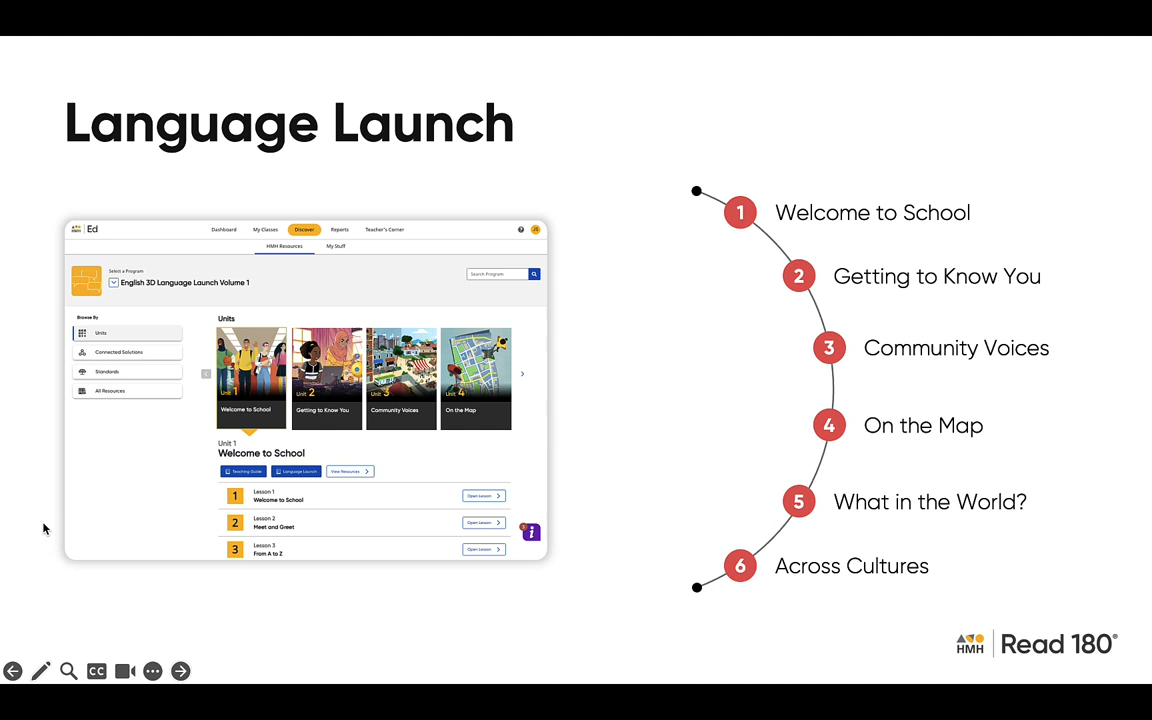 Language Launch
HMH Ed
Dashboard My Classes Discover Reports Teacher's Corner
HMH Resources My Stuff
Select a Program
English 3D Language Launch Volume 1
Search Program
Browse By
Units
Connected Solutions
Standards
All Resources
Units
Unit 1
Welcome to School
Unit 2
Getting to Know You
Unit 3
Community Voices
Unit 4
On the Map
Unit 1
Welcome to School
Teaching Guide Language Launch View Resources
1 Lesson 1
Welcome to School
Open Lesson
2 Lesson 2
Meet and Greet
Open Lesson
3 Lesson 3
From A to Z
Open Lesson
1 Welcome to School
2 Getting to Know You
3 Community Voices
4 On the Map
5 What in the World?
6 Across Cultures
HMH Read 180®
CC